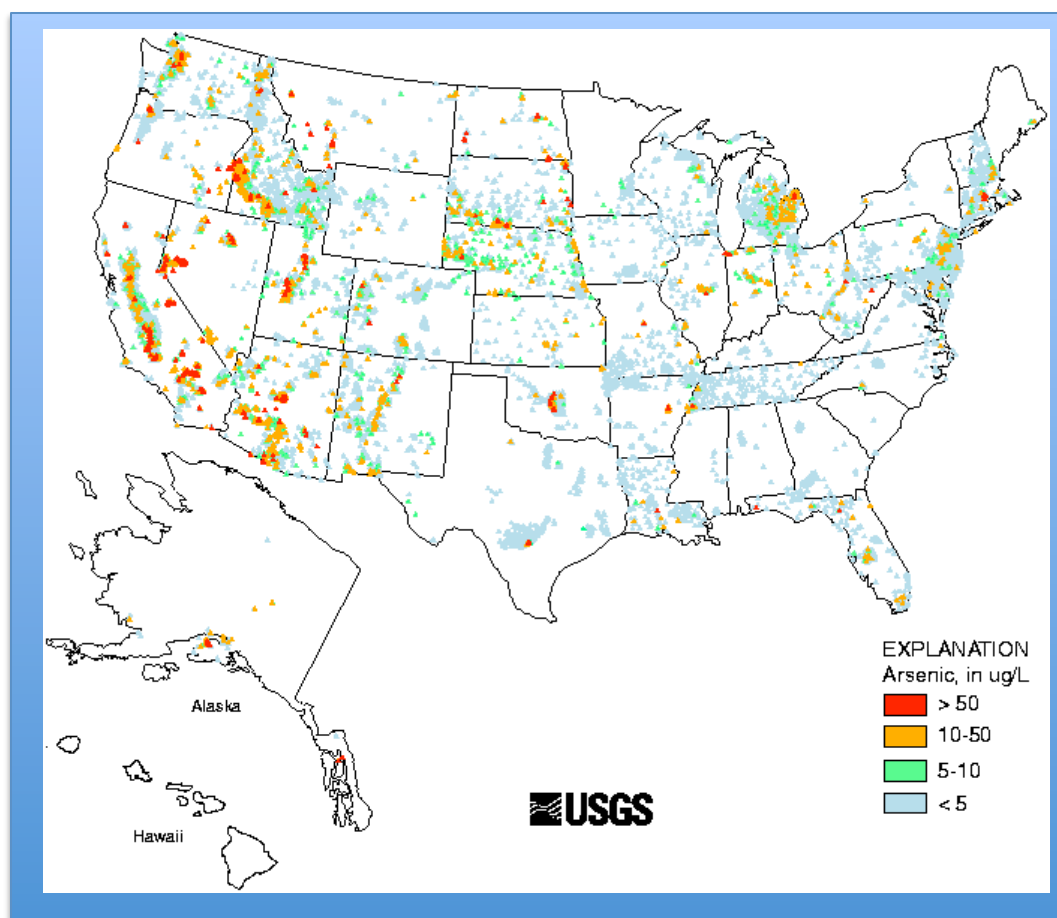 Alaska
Hawaii
USGS
EXPLANATION
Arsenic, in ug/L
> 50
10-50
5-10
< 5